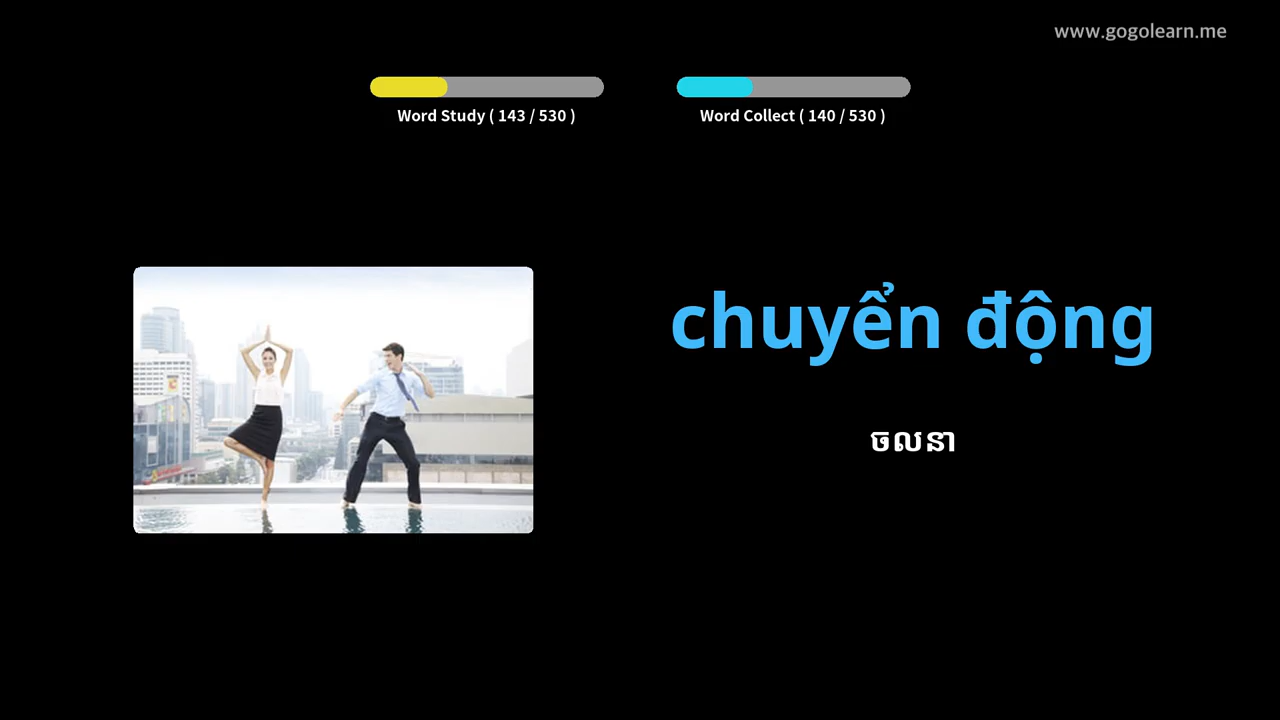 www.gogolearn.me
Word Study ( 143 / 530 )
Word Collect ( 140 / 530 )
chuyển động
ចលនា